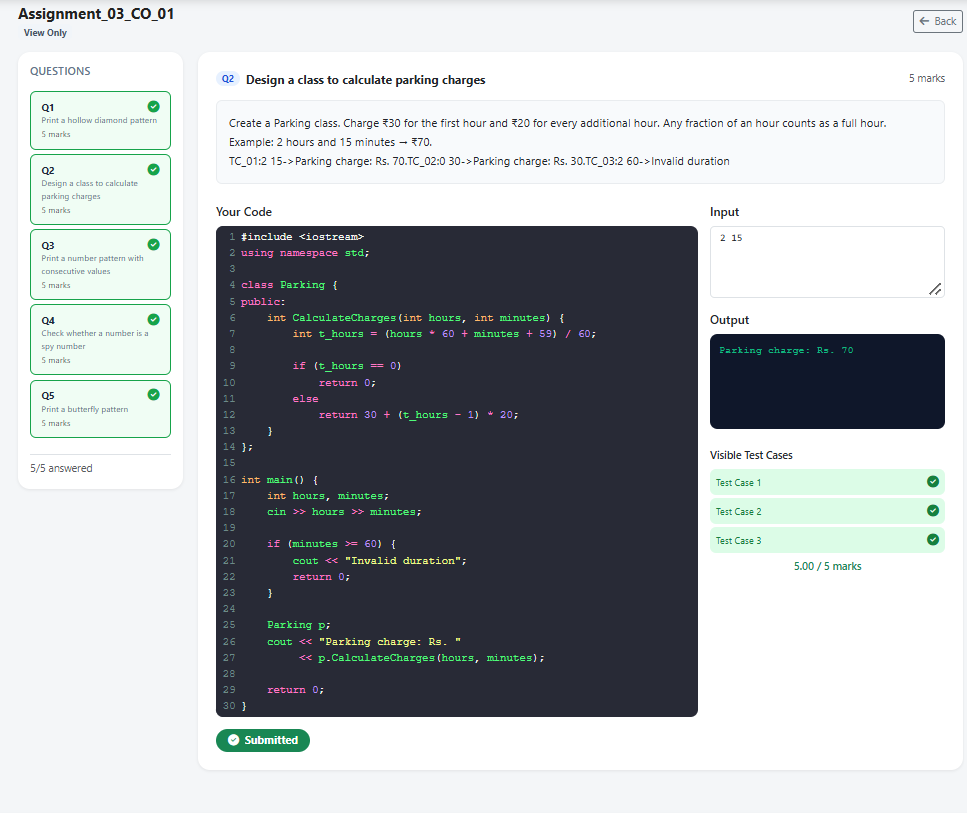 Assignment_03_CO_01
View Only
← Back
QUESTIONS
Q1
Print a hollow diamond pattern
5 marks
Q2
Design a class to calculate
parking charges
5 marks
Q3
Print a number pattern with
consecutive values
5 marks
Q4
Check whether a number is a
spy number
5 marks
Q5
Print a butterfly pattern
5 marks
5/5 answered
Q2 Design a class to calculate parking charges
5 marks
Create a Parking class. Charge ₹30 for the first hour and ₹20 for every additional hour. Any fraction of an hour counts as a full hour.
Example: 2 hours and 15 minutes → ₹70.
TC_01:2 15->Parking charge: Rs. 70.TC_02:0 30->Parking charge: Rs. 30.TC_03:2 60->Invalid duration
Your Code
1 #include <iostream>
2 using namespace std;
3
4 class Parking {
5 public:
6     int CalculateCharges(int hours, int minutes) {
7         int t_hours = (hours * 60 + minutes + 59) / 60;
8
9         if (t_hours == 0)
10             return 0;
11         else
12             return 30 + (t_hours - 1) * 20;
13     }
14 };
15
16 int main() {
17     int hours, minutes;
18     cin >> hours >> minutes;
19
20     if (minutes >= 60) {
21         cout << "Invalid duration";
22         return 0;
23     }
24
25     Parking p;
26     cout << "Parking charge: Rs. "
27          << p.CalculateCharges(hours, minutes);
28
29     return 0;
30 }
Submitted
Input
2 15
Output
Parking charge: Rs. 70
Visible Test Cases
Test Case 1
Test Case 2
Test Case 3
5.00 / 5 marks